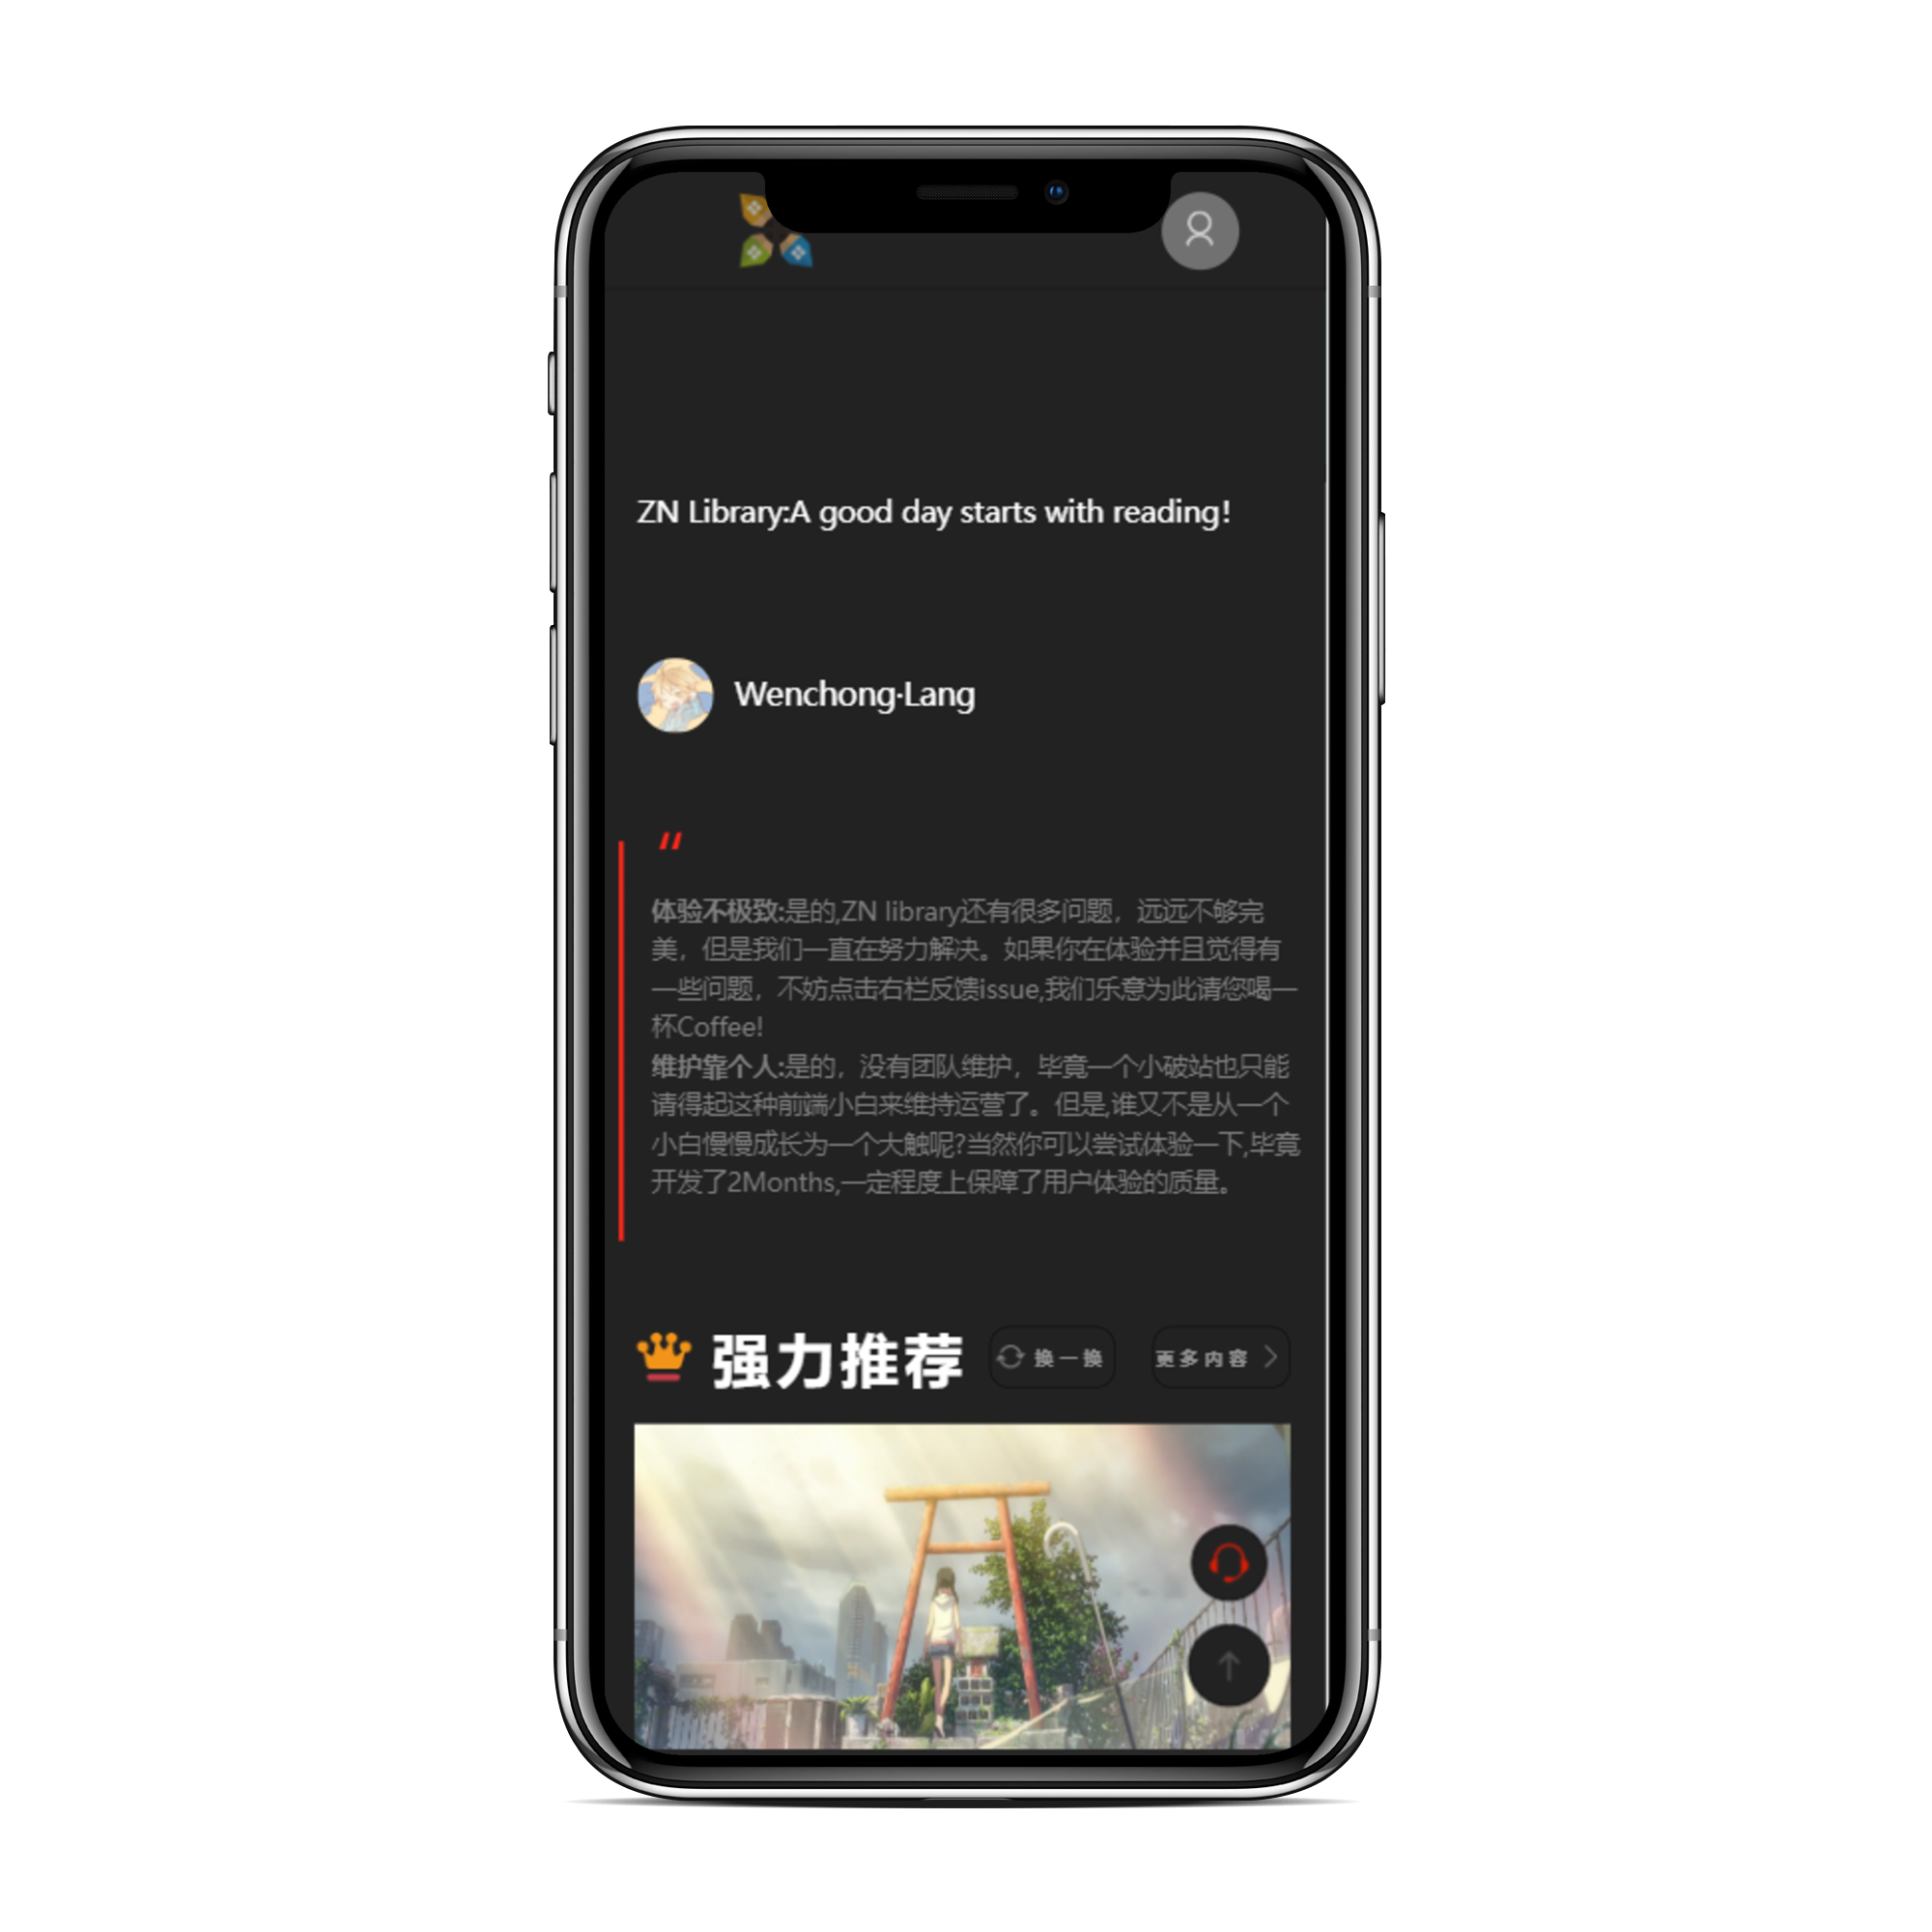 ZN Library:A good day starts with reading!
Wenchong·Lang
“
体验不极致:是的,ZN library还有很多问题，远远不够完
美，但是我们一直在努力解决。如果你在体验并且觉得有
一些问题，不妨点击右栏反馈issue,我们乐意为此请您喝一
杯Coffee!
维护靠个人:是的，没有团队维护，毕竟一个小破站也只能
请得起这种前端小白来维持运营了。但是,谁又不是从一个
小白慢慢成长为一个大触呢?当然你可以尝试体验一下,毕竟
开发了2Months,一定程度上保障了用户体验的质量。
强力推荐 换一换 更多内容